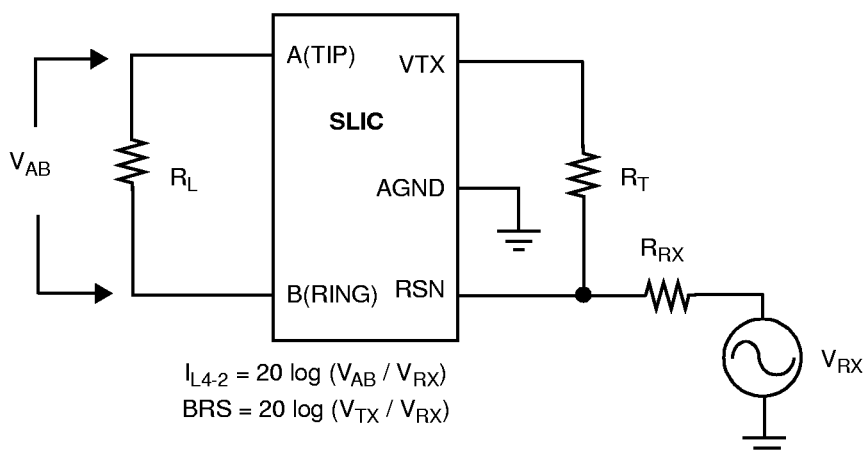 A(TIP)
VTX
SLIC
V_AB
R_L
AGND
R_T
R_RX
B(RING)
RSN
V_RX
I_L4-2 = 20 log (V_AB / V_RX)
BRS = 20 log (V_TX / V_RX)